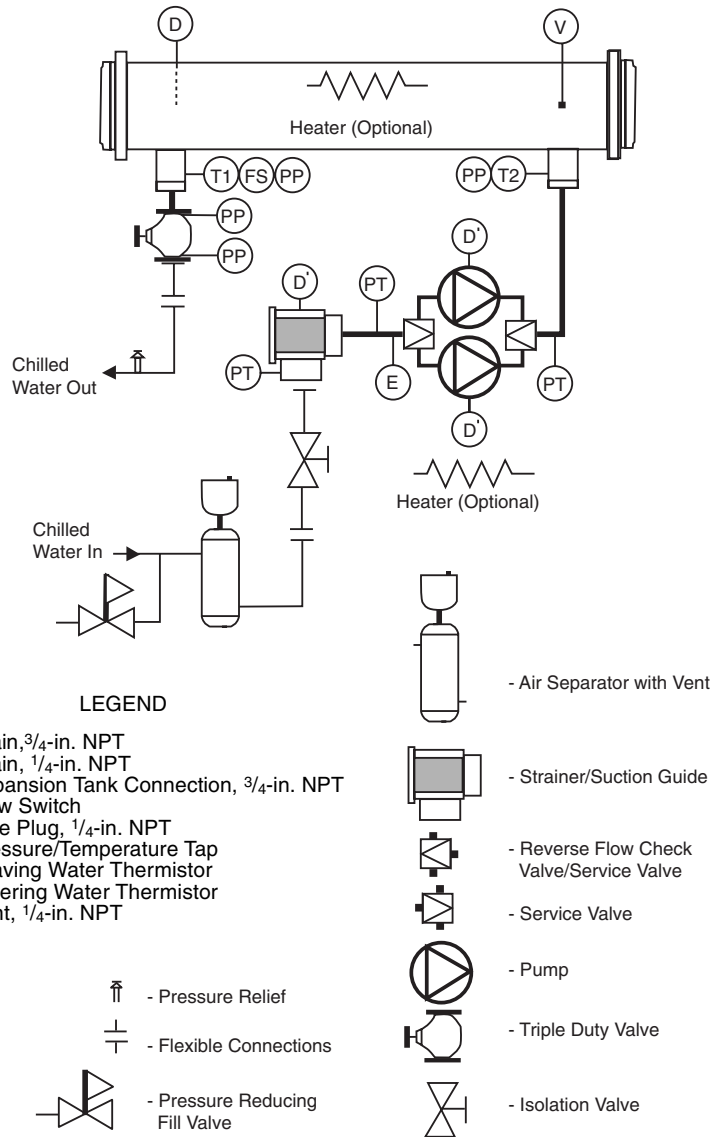 D
V
Heater (Optional)
T1 FS PP
PP T2
PP
PP
D'
PT
D'
PT
E
PT
D'
Chilled
Water Out
Heater (Optional)
Chilled
Water In
LEGEND
ain,3/4-in. NPT
ain, 1/4-in. NPT
pansion Tank Connection, 3/4-in. NPT
w Switch
e Plug, 1/4-in. NPT
essure/Temperature Tap
aving Water Thermistor
ering Water Thermistor
nt, 1/4-in. NPT
- Pressure Relief
- Flexible Connections
- Pressure Reducing
Fill Valve
- Air Separator with Vent
- Strainer/Suction Guide
- Reverse Flow Check
Valve/Service Valve
- Service Valve
- Pump
- Triple Duty Valve
- Isolation Valve